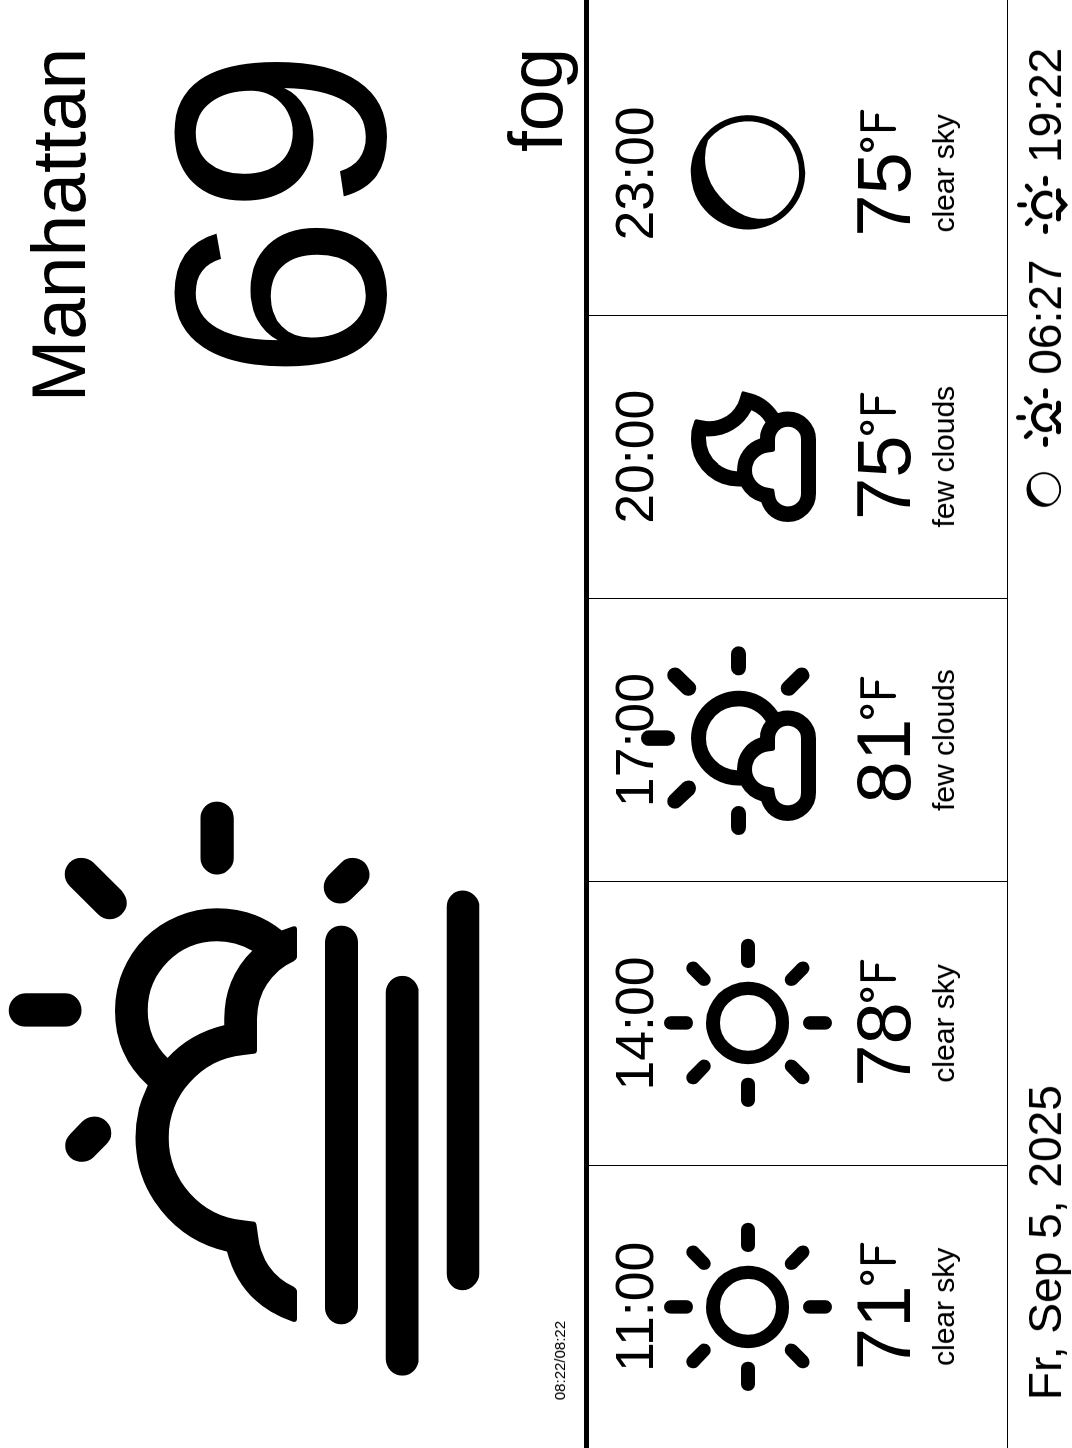 Manhattan
69
fog
08:22/08:22
11:00 14:00 17:00 20:00 23:00
71°F 78°F 81°F 75°F 75°F
clear sky clear sky few clouds few clouds clear sky
Fr, Sep 5, 2025 06:27 19:22